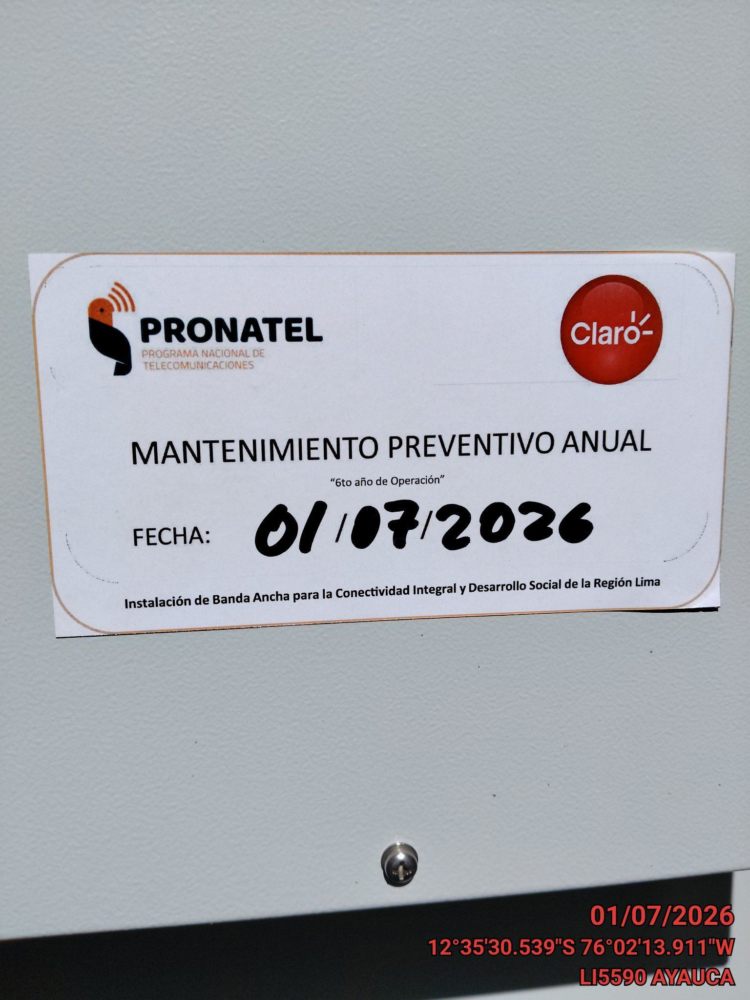 PRONATEL
PROGRAMA NACIONAL DE
TELECOMUNICACIONES
Claro
MANTENIMIENTO PREVENTIVO ANUAL
“6to año de Operación”
FECHA: 01/07/2026
Instalación de Banda Ancha para la Conectividad Integral y Desarrollo Social de la Región Lima
01/07/2026
12°35'30.539"S 76°02'13.911"W
LI5590 AYAUCA